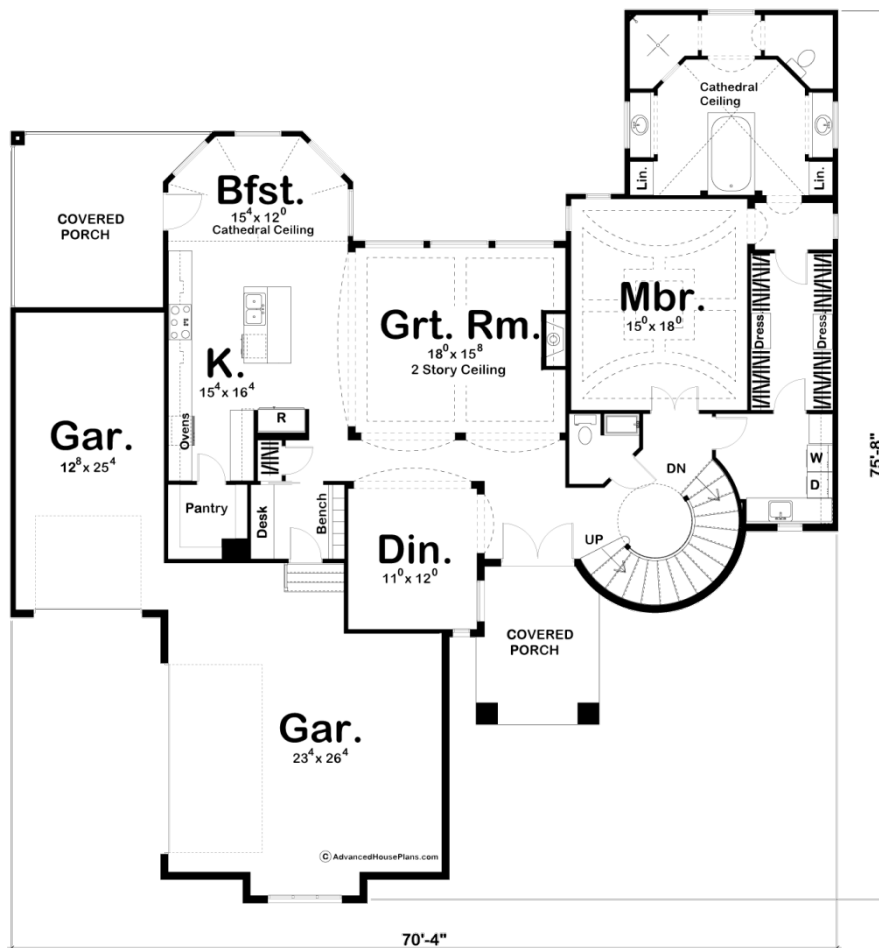 Cathedral
Ceiling
Lin.
Lin.
Bfst.
15⁴ x 12⁰
Cathedral Ceiling
COVERED
PORCH
Mbr.
15⁰ x 18⁰
Dress.
Dress.
Grt. Rm.
18⁰ x 15⁸
2 Story Ceiling
K.
15⁴ x 16⁴
R
Ovens
Gar.
12⁸ x 25⁴
W
D
DN
UP
Pantry
Desk
Bench
Din.
11⁰ x 12⁰
COVERED
PORCH
Gar.
23⁴ x 26⁴
© AdvancedHousePlans.com
75'-8"
70'-4"